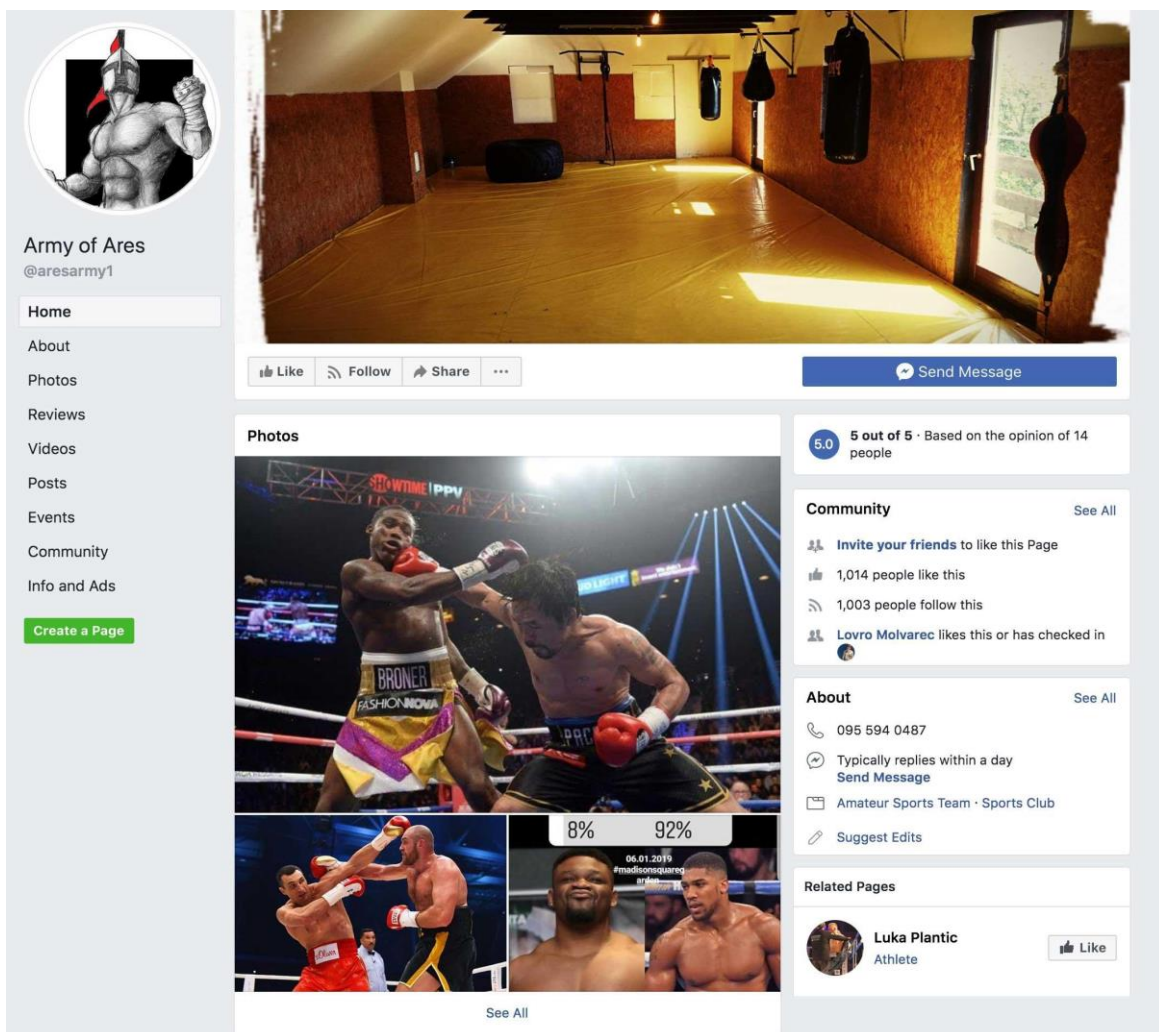 Army of Ares
@aresarmy1
Home
About
Photos
Reviews
Videos
Posts
Events
Community
Info and Ads
Create a Page
Like
Follow
Share
Send Message
Photos
SHOWTIME PPV
BUD LIGHT
BRONER
FASHIONNOVA
PAC
8% 92%
06.01.2019
#madisonsquareg
arden
See All
5.0
5 out of 5 · Based on the opinion of 14
people
Community
See All
Invite your friends to like this Page
1,014 people like this
1,003 people follow this
Lovro Molvarec likes this or has checked in
About
See All
095 594 0487
Typically replies within a day
Send Message
Amateur Sports Team · Sports Club
Suggest Edits
Related Pages
Luka Plantic
Athlete
Like